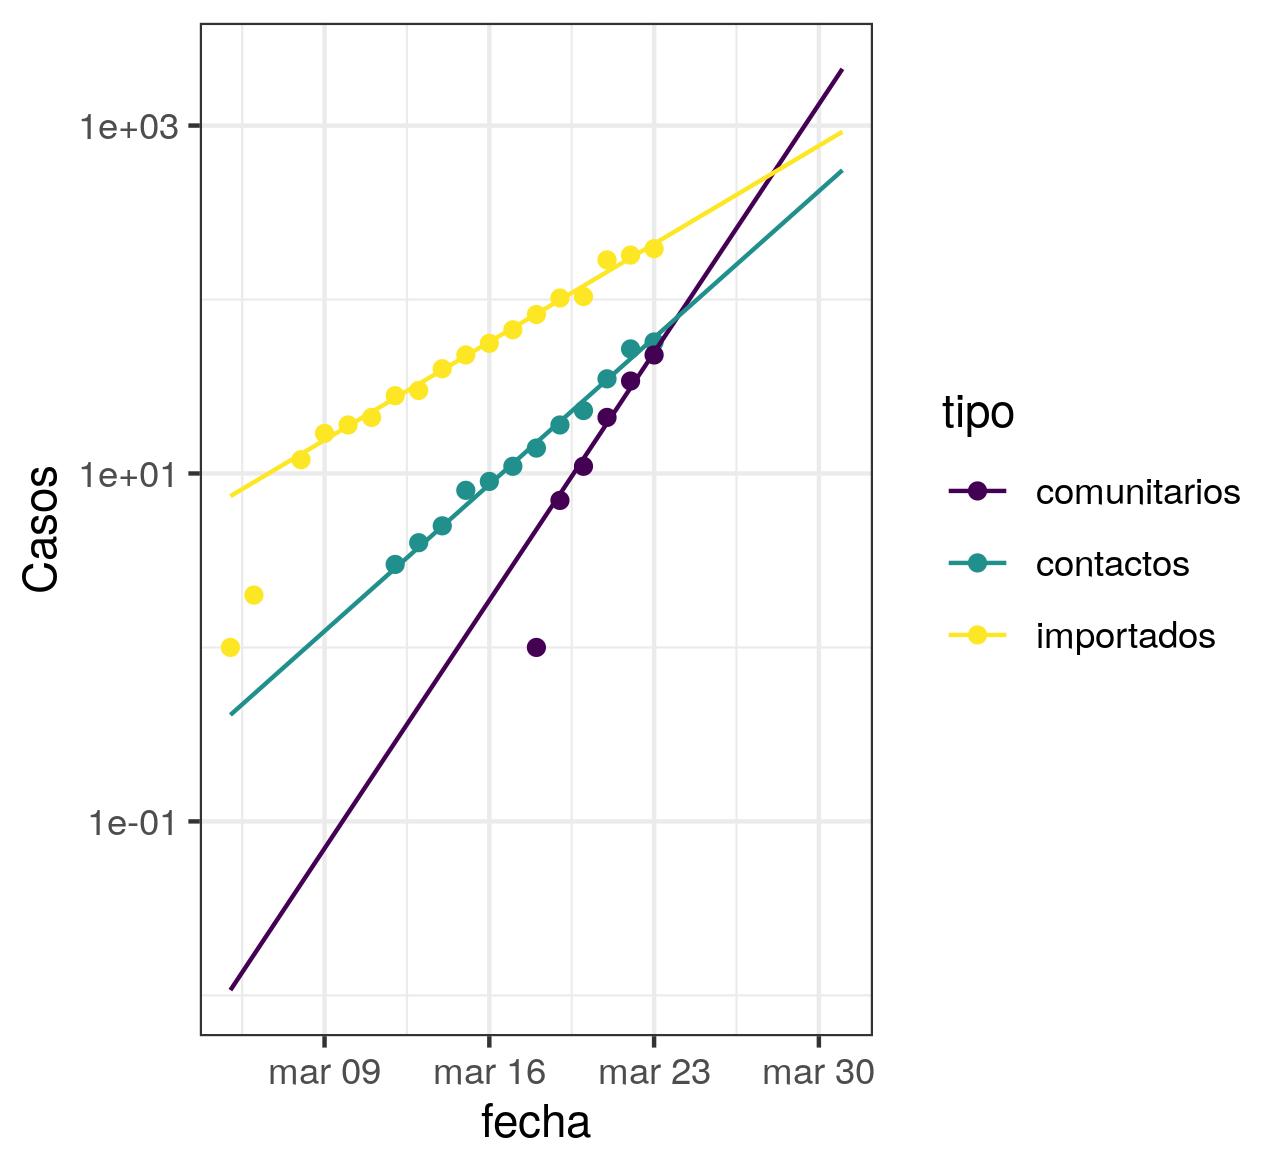 1e+03
1e+01
1e-01
Casos
mar 09 mar 16 mar 23 mar 30
fecha
tipo
comunitarios
contactos
importados